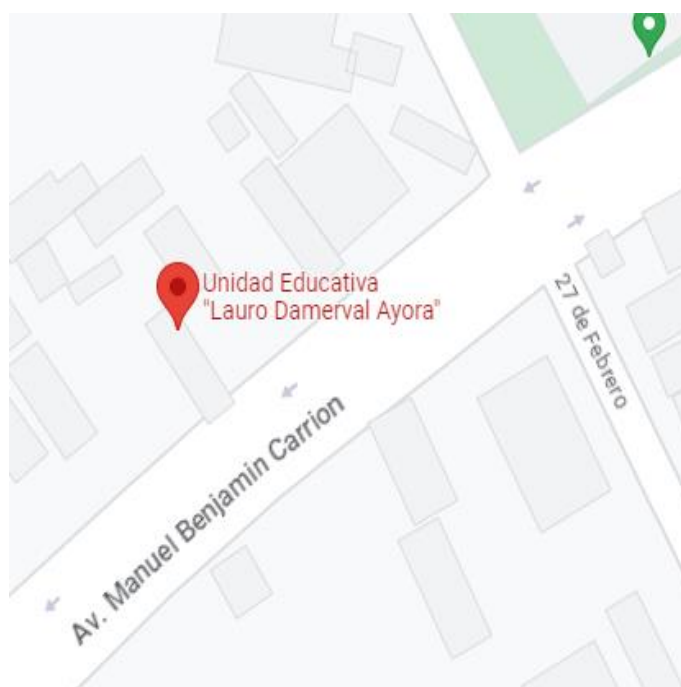 Unidad Educativa
"Lauro Damerval Ayora"
27 de Febrero
Av. Manuel Benjamin Carrion